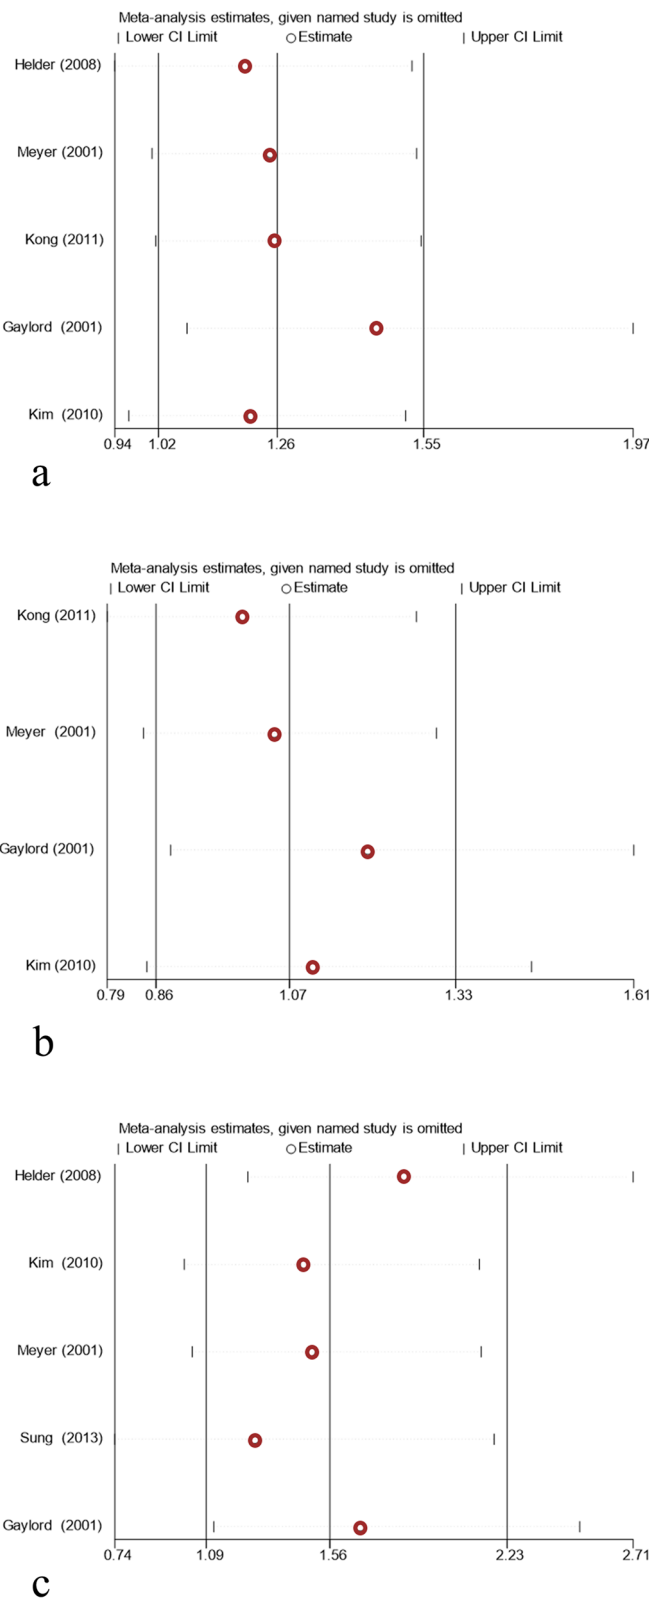 Meta-analysis estimates, given named study is omitted
| Lower CI Limit ○ Estimate | Upper CI Limit
Helder (2008)
Meyer (2001)
Kong (2011)
Gaylord (2001)
Kim (2010)
0.94 1.02 1.26 1.55 1.97
a
Meta-analysis estimates, given named study is omitted
| Lower CI Limit ○ Estimate | Upper CI Limit
Kong (2011)
Meyer (2001)
Gaylord (2001)
Kim (2010)
0.79 0.86 1.07 1.33 1.61
b
Meta-analysis estimates, given named study is omitted
| Lower CI Limit ○ Estimate | Upper CI Limit
Helder (2008)
Kim (2010)
Meyer (2001)
Sung (2013)
Gaylord (2001)
0.74 1.09 1.56 2.23 2.71
c